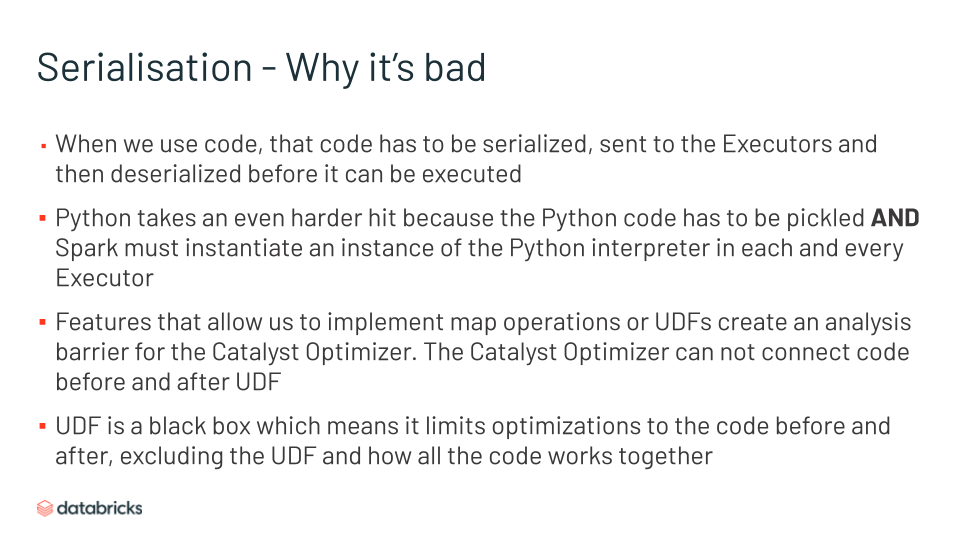 Serialisation - Why it’s bad
▪ When we use code, that code has to be serialized, sent to the Executors and
then deserialized before it can be executed
▪ Python takes an even harder hit because the Python code has to be pickled AND
Spark must instantiate an instance of the Python interpreter in each and every
Executor
▪ Features that allow us to implement map operations or UDFs create an analysis
barrier for the Catalyst Optimizer. The Catalyst Optimizer can not connect code
before and after UDF
▪ UDF is a black box which means it limits optimizations to the code before and
after, excluding the UDF and how all the code works together
databricks